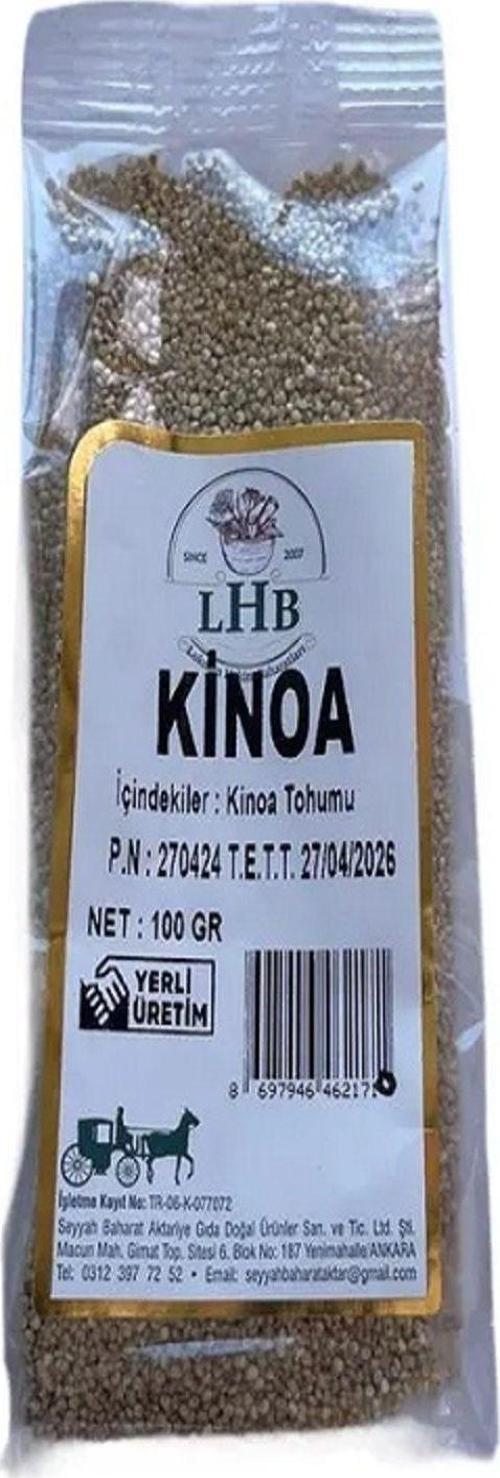 SINCE 2007
LHB
KİNOA
İçindekiler : Kinoa Tohumu
P.N : 270424 T.E.T.T. 27/04/2026
NET : 100 GR
YERLİ
ÜRETİM
8 697946 46217
İşletme Kayıt No: TR-06-K-077072
Seyyah Baharat Aktariye Gıda Doğal Ürünler San. ve Tic. Ltd. Şti.
Macun Mah. Gimat Top. Sitesi 6. Blok No: 187 Yenimahalle/ANKARA
Tel: 0312 397 72 52 • Email: seyyahbaharataktar@gmail.com